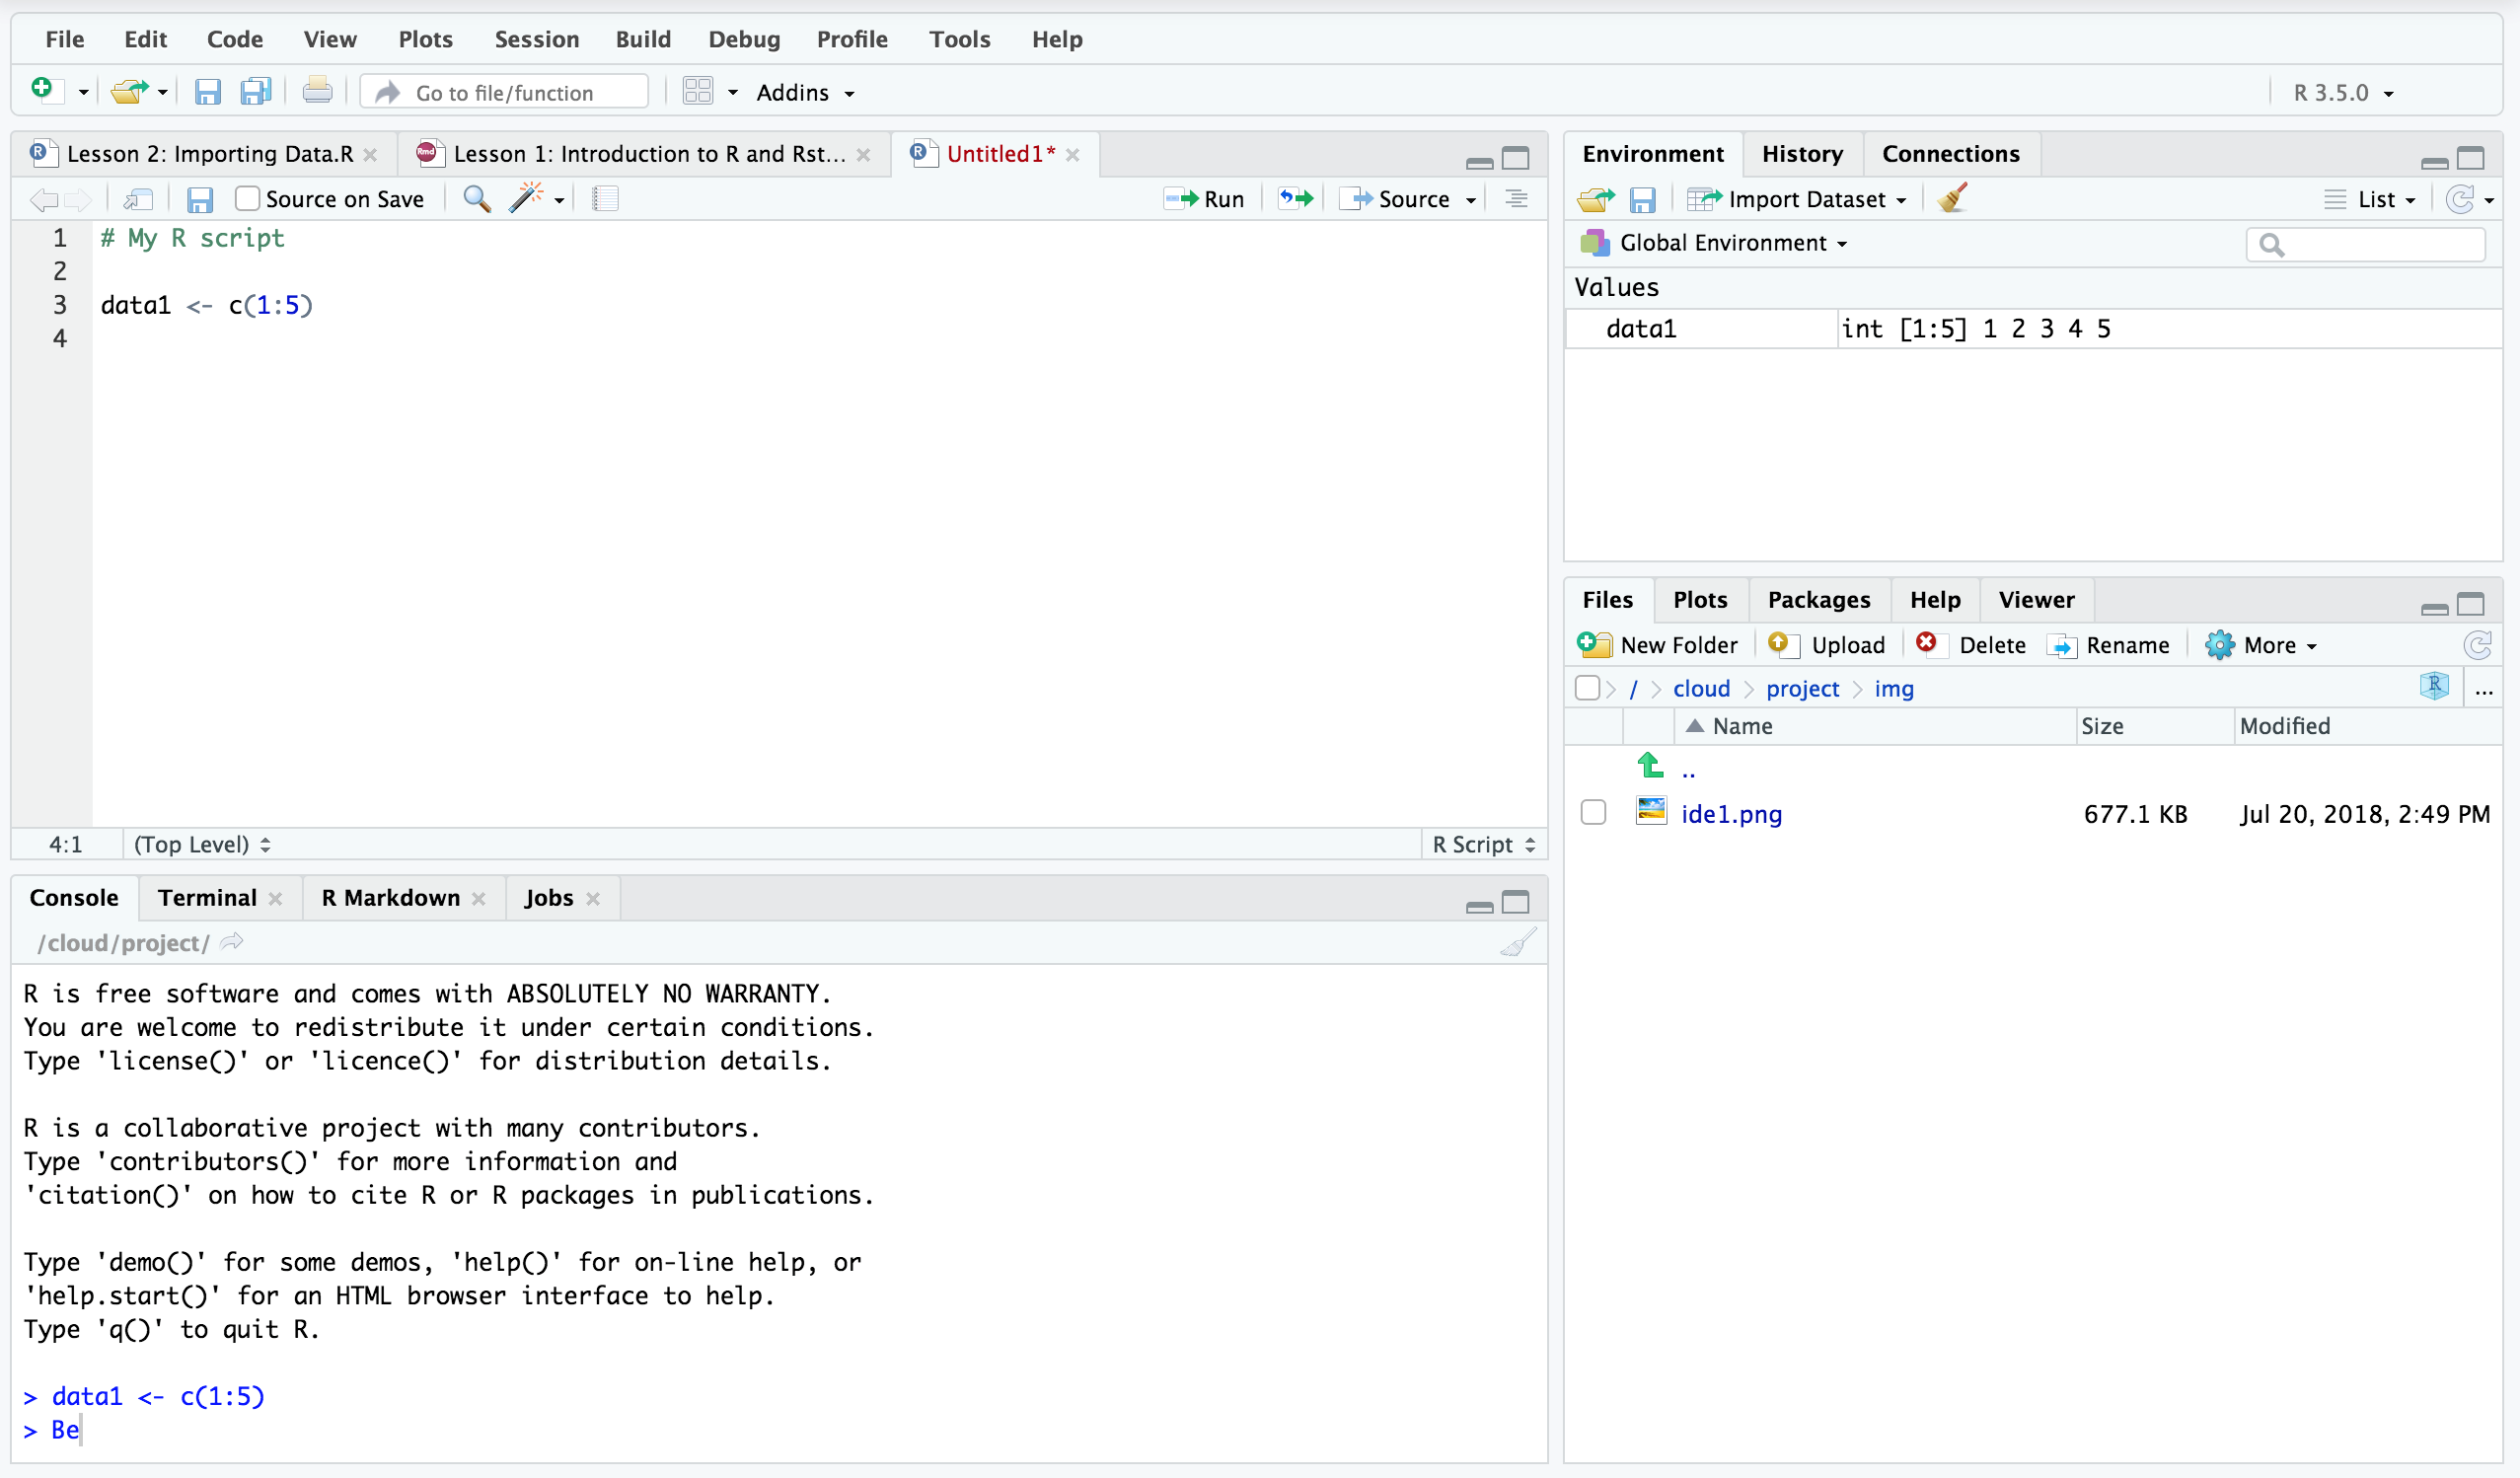 File Edit Code View Plots Session Build Debug Profile Tools Help
Go to file/function Addins R 3.5.0
Lesson 2: Importing Data.R Lesson 1: Introduction to R and Rst... Untitled1*
Source on Save Run Source
1 # My R script
2
3 data1 <- c(1:5)
4
4:1 (Top Level) R Script
Console Terminal R Markdown Jobs
/cloud/project/
R is free software and comes with ABSOLUTELY NO WARRANTY.
You are welcome to redistribute it under certain conditions.
Type 'license()' or 'licence()' for distribution details.
R is a collaborative project with many contributors.
Type 'contributors()' for more information and
'citation()' on how to cite R or R packages in publications.
Type 'demo()' for some demos, 'help()' for on-line help, or
'help.start()' for an HTML browser interface to help.
Type 'q()' to quit R.
> data1 <- c(1:5)
> Be
Environment History Connections
Import Dataset List
Global Environment
Values
data1 int [1:5] 1 2 3 4 5
Files Plots Packages Help Viewer
New Folder Upload Delete Rename More
/ cloud project img R ...
Name Size Modified
..
ide1.png 677.1 KB Jul 20, 2018, 2:49 PM